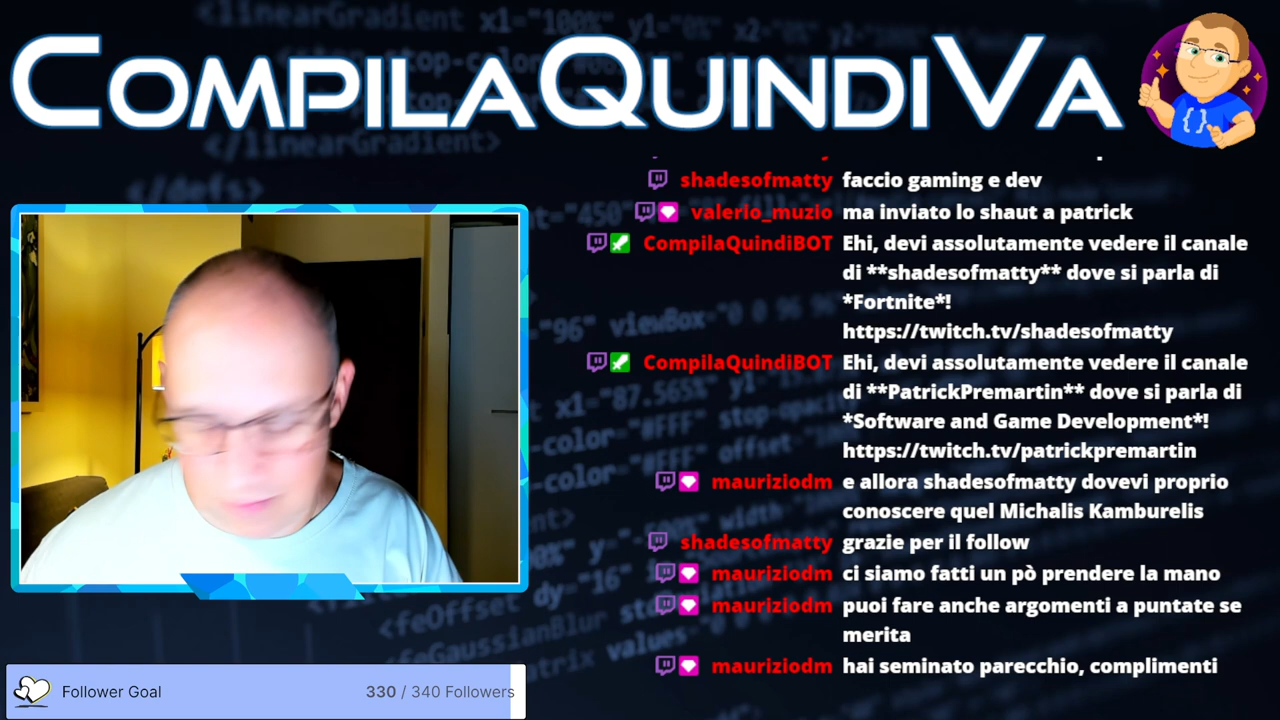 COMPILAQUINDIVA
shadesofmatty faccio gaming e dev
valerio_muzio ma inviato lo shaut a patrick
CompilaQuindiBOT Ehi, devi assolutamente vedere il canale
di **shadesofmatty** dove si parla di
*Fortnite*!
https://twitch.tv/shadesofmatty
CompilaQuindiBOT Ehi, devi assolutamente vedere il canale
di **PatrickPremartin** dove si parla di
*Software and Game Development*!
https://twitch.tv/patrickpremartin
mauriziodm e allora shadesofmatty dovevi proprio
conoscere quel Michalis Kamburelis
shadesofmatty grazie per il follow
mauriziodm ci siamo fatti un pò prendere la mano
mauriziodm puoi fare anche argomenti a puntate se
merita
mauriziodm hai seminato parecchio, complimenti
Follower Goal 330 / 340 Followers